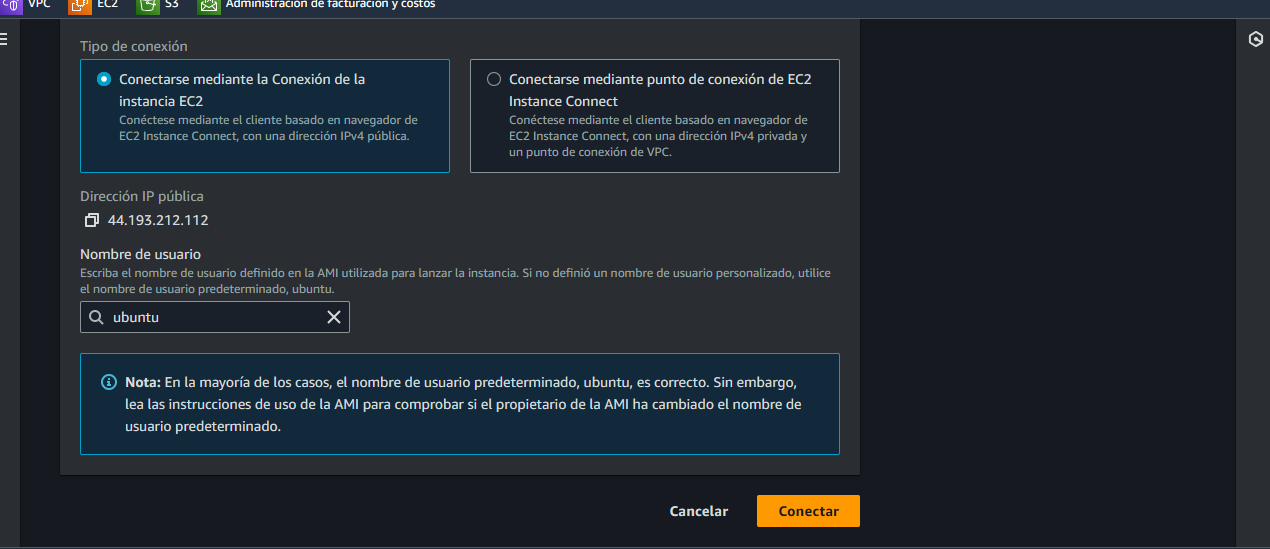 VPC EC2 S3 Administración de facturación y costos
Tipo de conexión
Conectarse mediante la Conexión de la
instancia EC2
Conéctese mediante el cliente basado en navegador de
EC2 Instance Connect, con una dirección IPv4 pública.
Conectarse mediante punto de conexión de EC2
Instance Connect
Conéctese mediante el cliente basado en navegador de
EC2 Instance Connect, con una dirección IPv4 privada y
un punto de conexión de VPC.
Dirección IP pública
44.193.212.112
Nombre de usuario
Escriba el nombre de usuario definido en la AMI utilizada para lanzar la instancia. Si no definió un nombre de usuario personalizado, utilice
el nombre de usuario predeterminado, ubuntu.
ubuntu
Nota: En la mayoría de los casos, el nombre de usuario predeterminado, ubuntu, es correcto. Sin embargo,
lea las instrucciones de uso de la AMI para comprobar si el propietario de la AMI ha cambiado el nombre de
usuario predeterminado.
Cancelar Conectar